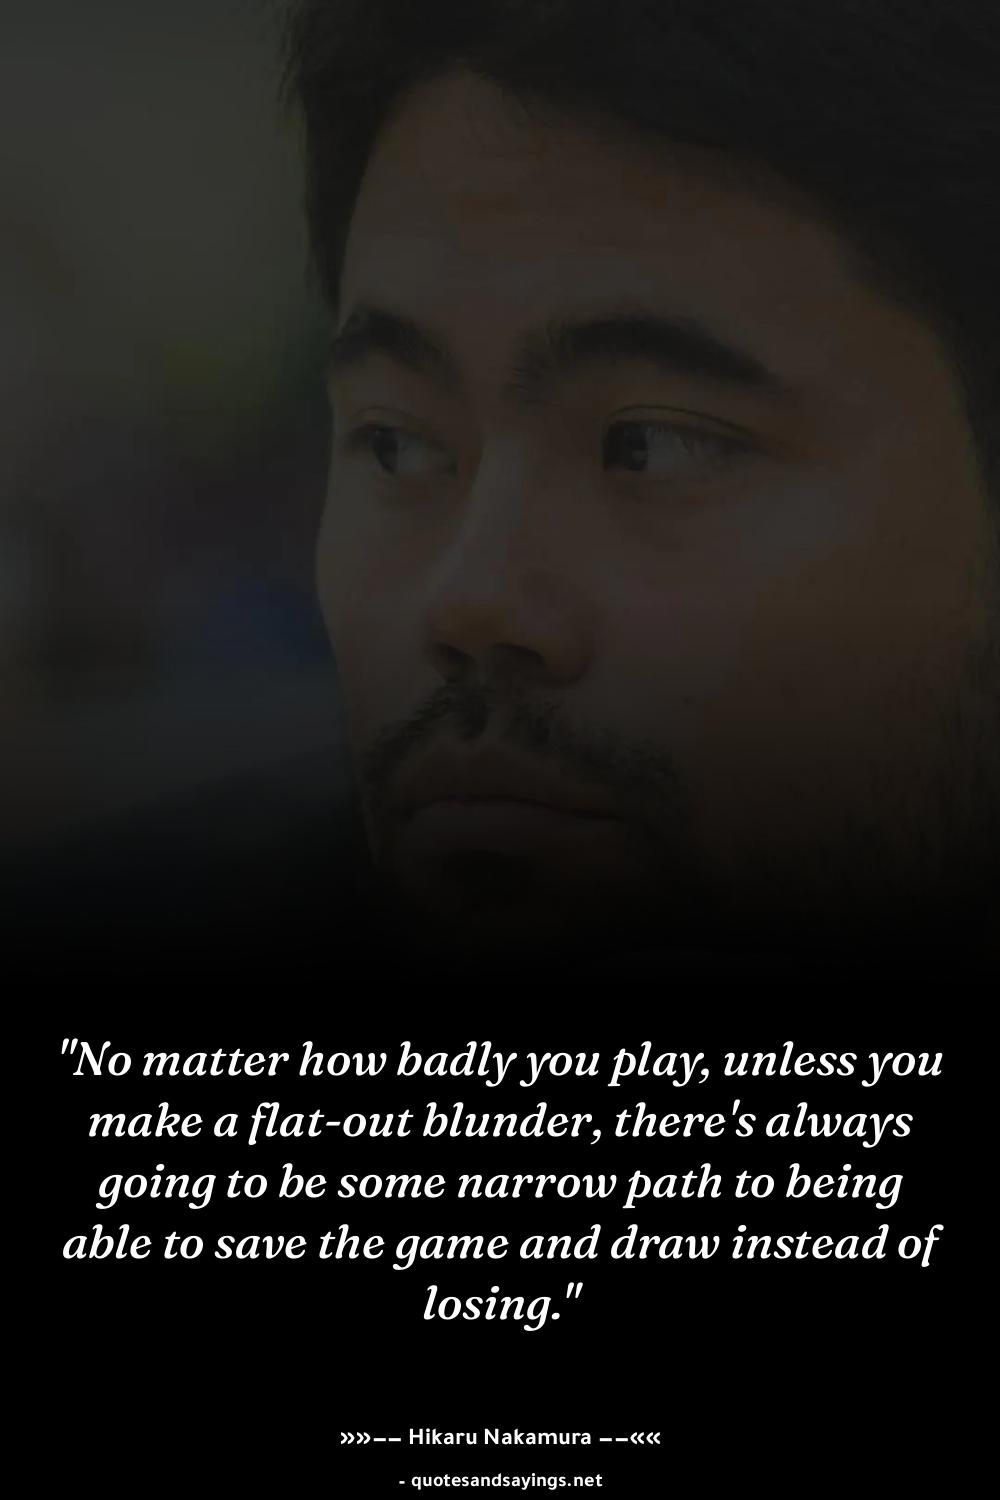 "No matter how badly you play, unless you
make a flat-out blunder, there's always
going to be some narrow path to being
able to save the game and draw instead of
losing."
»»–– Hikaru Nakamura ––««
- quotesandsayings.net